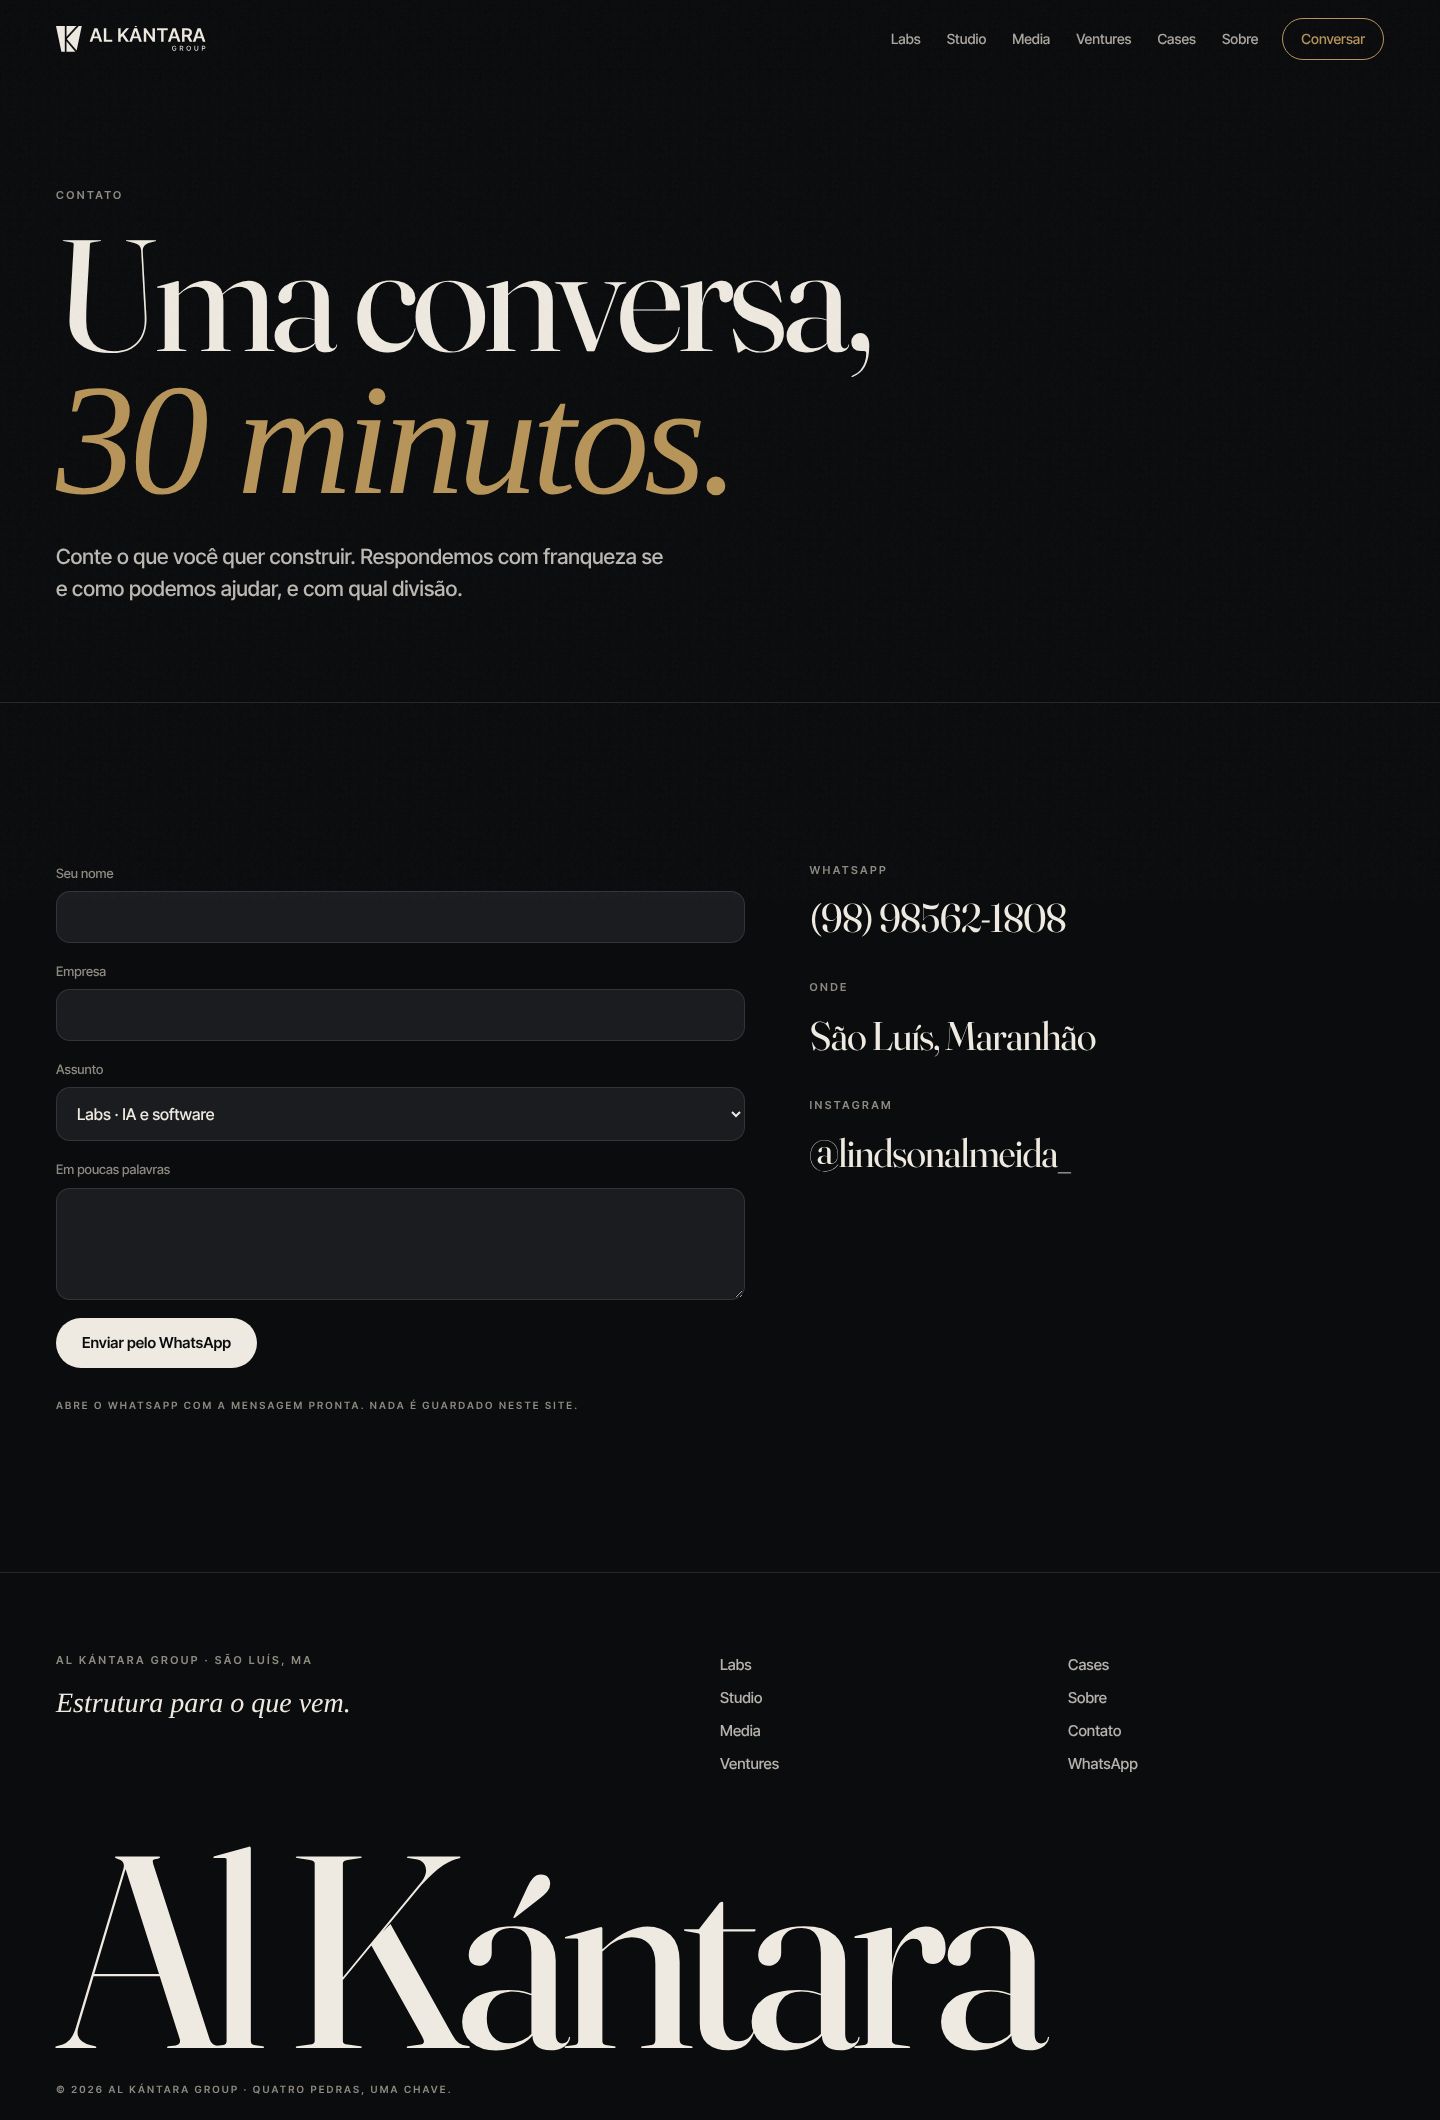 AL KÁNTARA
GROUP
Labs
Studio
Media
Ventures
Cases
Sobre
Conversar
CONTATO
Uma conversa,
30 minutos.
Conte o que você quer construir. Respondemos com franqueza se
e como podemos ajudar, e com qual divisão.
Seu nome
Empresa
Assunto
Labs · IA e software
Em poucas palavras
Enviar pelo WhatsApp
ABRE O WHATSAPP COM A MENSAGEM PRONTA. NADA É GUARDADO NESTE SITE.
WHATSAPP
(98) 98562-1808
ONDE
São Luís, Maranhão
INSTAGRAM
@lindsonalmeida_
AL KÁNTARA GROUP · SÃO LUÍS, MA
Estrutura para o que vem.
Labs
Studio
Media
Ventures
Cases
Sobre
Contato
WhatsApp
Al Kántara
© 2026 AL KÁNTARA GROUP · QUATRO PEDRAS, UMA CHAVE.